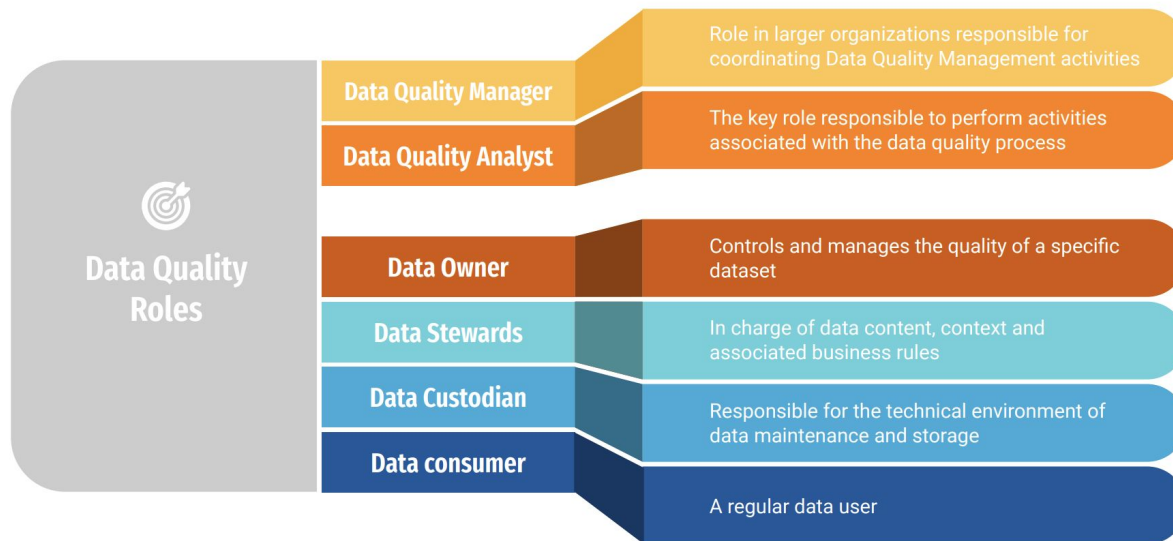 Data Quality
Roles
Data Quality Manager
Role in larger organizations responsible for
coordinating Data Quality Management activities
Data Quality Analyst
The key role responsible to perform activities
associated with the data quality process
Data Owner
Controls and manages the quality of a specific
dataset
Data Stewards
In charge of data content, context and
associated business rules
Data Custodian
Responsible for the technical environment of
data maintenance and storage
Data consumer
A regular data user